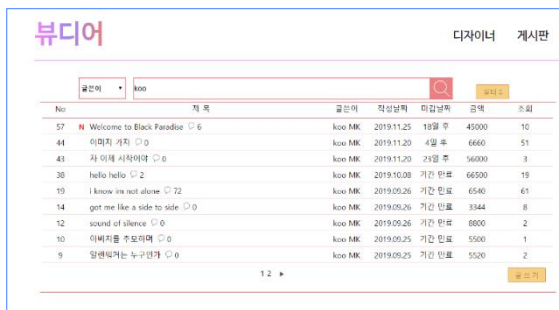 뷰디어
디자이너 게시판
글쓴이 koo
No 제 목 글쓴이 작성날짜 마감날짜 금액 조회
57 N Welcome to Black Paradise 6 koo MK 2019.11.25 18일 후 45000 10
44 이미지 가지 0 koo MK 2019.11.20 4일 후 6660 51
43 자 이제 시작이야 0 koo MK 2019.11.20 23일 후 56000 3
38 hello hello 2 koo MK 2019.10.08 기간 만료 66500 19
19 i know im not alone 72 koo MK 2019.09.26 기간 만료 6540 61
14 got me like a side to side 0 koo MK 2019.09.26 기간 만료 3344 8
12 sound of silence 0 koo MK 2019.09.26 기간 만료 8800 2
10 아버지를 추모하며 0 koo MK 2019.09.25 기간 만료 5500 1
9 알렌워커는 누구인가 0 koo MK 2019.09.25 기간 만료 5520 2
1 2 ▶
글쓰기